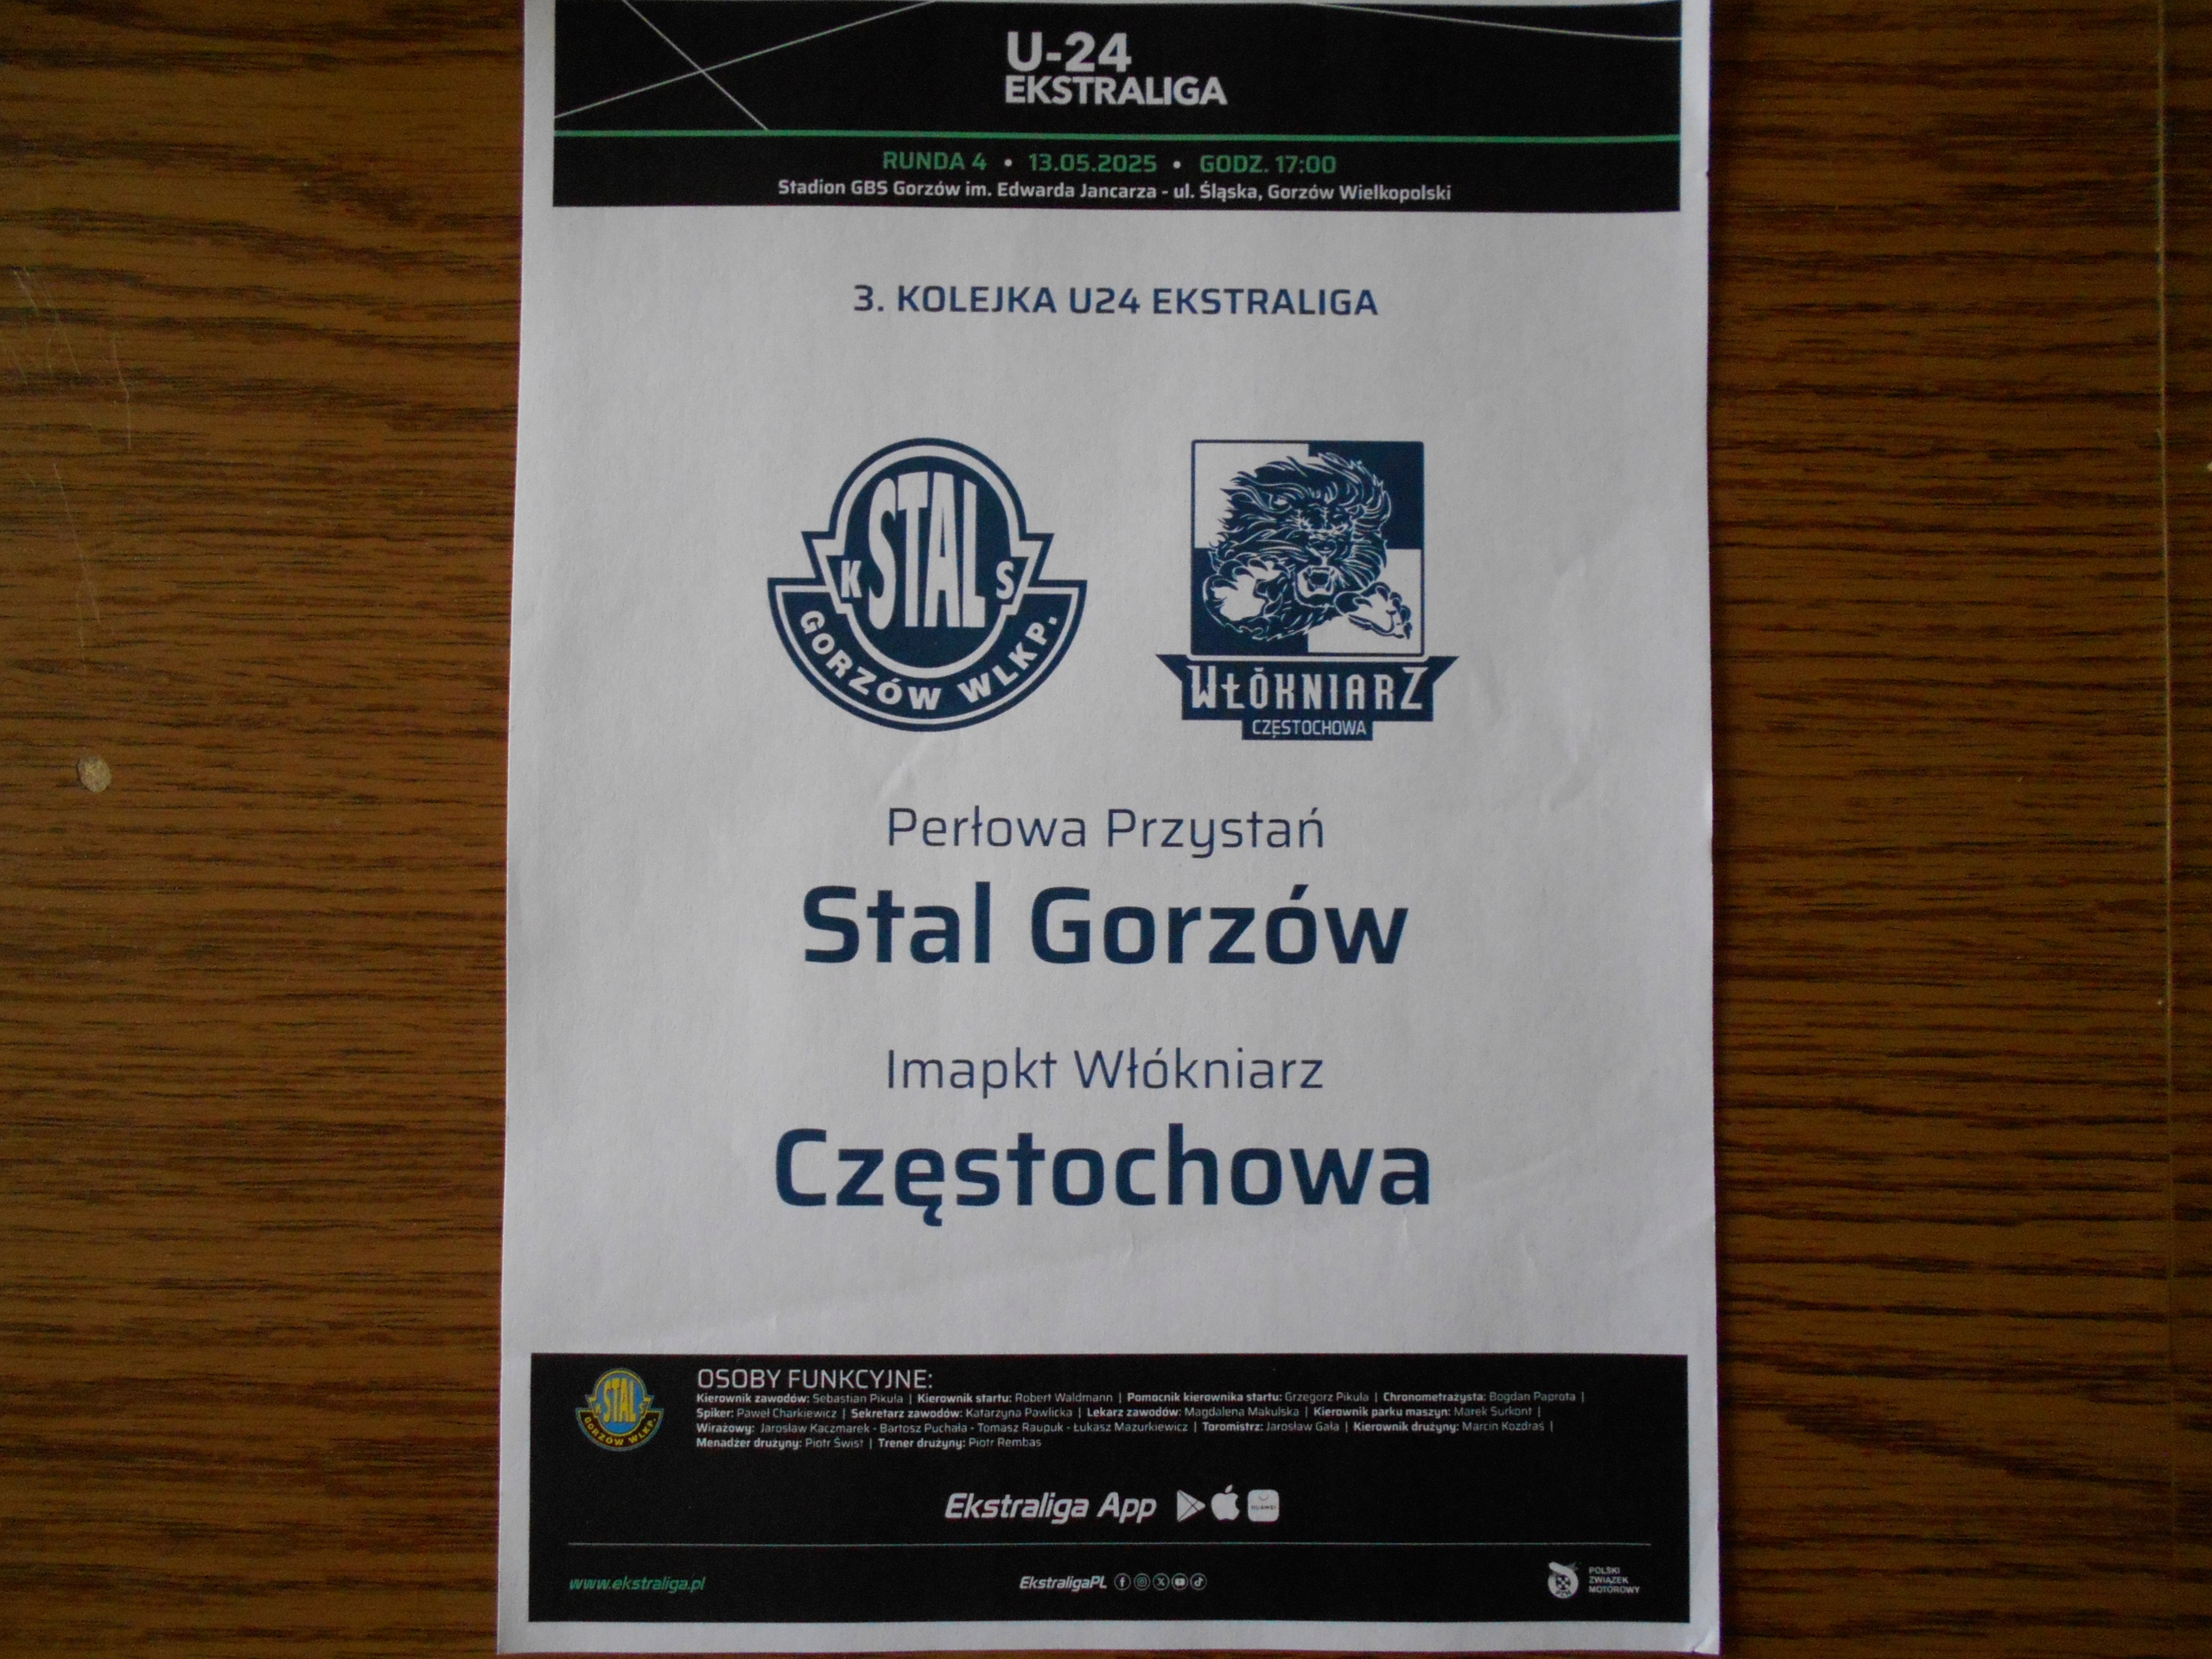 U-24
EKSTRALIGA
RUNDA 4 • 13.05.2025 • GODZ. 17:00
Stadion GBS Gorzów im. Edwarda Jancarza - ul. Śląska, Gorzów Wielkopolski
3. KOLEJKA U24 EKSTRALIGA
K STAL S
GORZÓW WLKP.
WŁÓKNIARZ
CZĘSTOCHOWA
Perłowa Przystań
Stal Gorzów
Imapkt Włókniarz
Częstochowa
STAL
GORZÓW WLKP.
OSOBY FUNKCYJNE:
Kierownik zawodów: Sebastian Pikuła | Kierownik startu: Robert Waldmann | Pomocnik kierownika startu: Grzegorz Pikuła | Chronometrażysta: Bogdan Paprota |
Spiker: Paweł Charkiewicz | Sekretarz zawodów: Katarzyna Pawlicka | Lekarz zawodów: Magdalena Makulska | Kierownik parku maszyn: Marek Surkont |
Wirażowy: Jarosław Kaczmarek - Bartosz Puchała - Tomasz Raupuk - Łukasz Mazurkiewicz | Toromistrz: Jarosław Gała | Kierownik drużyny: Marcin Kozdraś |
Menadżer drużyny: Piotr Świst | Trener drużyny: Piotr Rembas
Ekstraliga App
HUAWEI
www.ekstraliga.pl
EkstraligaPL
POLSKI
ZWIĄZEK
MOTOROWY